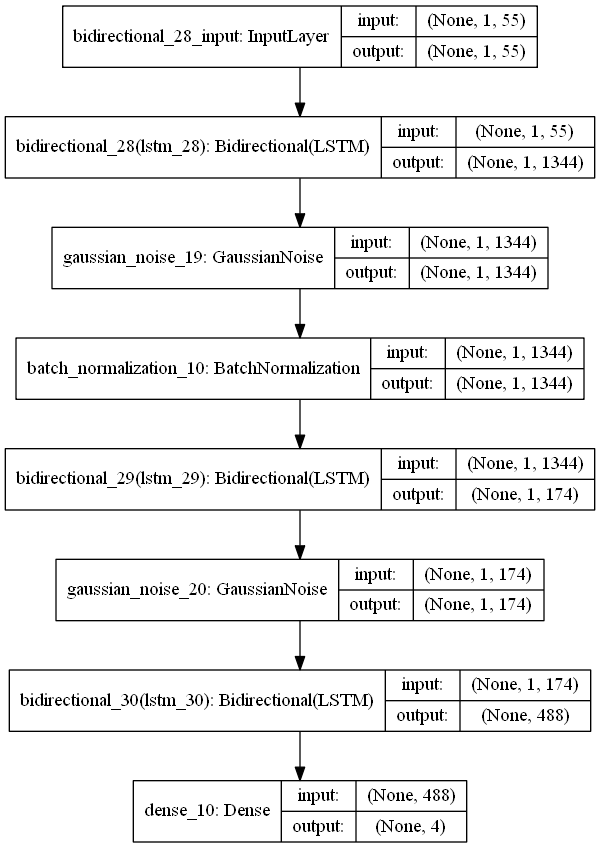 bidirectional_28_input: InputLayer input: (None, 1, 55)
output: (None, 1, 55)
bidirectional_28(lstm_28): Bidirectional(LSTM) input: (None, 1, 55)
output: (None, 1, 1344)
gaussian_noise_19: GaussianNoise input: (None, 1, 1344)
output: (None, 1, 1344)
batch_normalization_10: BatchNormalization input: (None, 1, 1344)
output: (None, 1, 1344)
bidirectional_29(lstm_29): Bidirectional(LSTM) input: (None, 1, 1344)
output: (None, 1, 174)
gaussian_noise_20: GaussianNoise input: (None, 1, 174)
output: (None, 1, 174)
bidirectional_30(lstm_30): Bidirectional(LSTM) input: (None, 1, 174)
output: (None, 488)
dense_10: Dense input: (None, 488)
output: (None, 4)